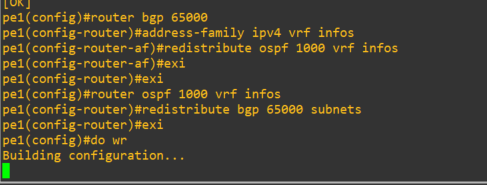 [OK]
pe1(config)#router bgp 65000
pe1(config-router)#address-family ipv4 vrf infos
pe1(config-router-af)#redistribute ospf 1000 vrf infos
pe1(config-router-af)#exi
pe1(config-router)#exi
pe1(config)#router ospf 1000 vrf infos
pe1(config-router)#redistribute bgp 65000 subnets
pe1(config-router)#exi
pe1(config)#do wr
Building configuration...